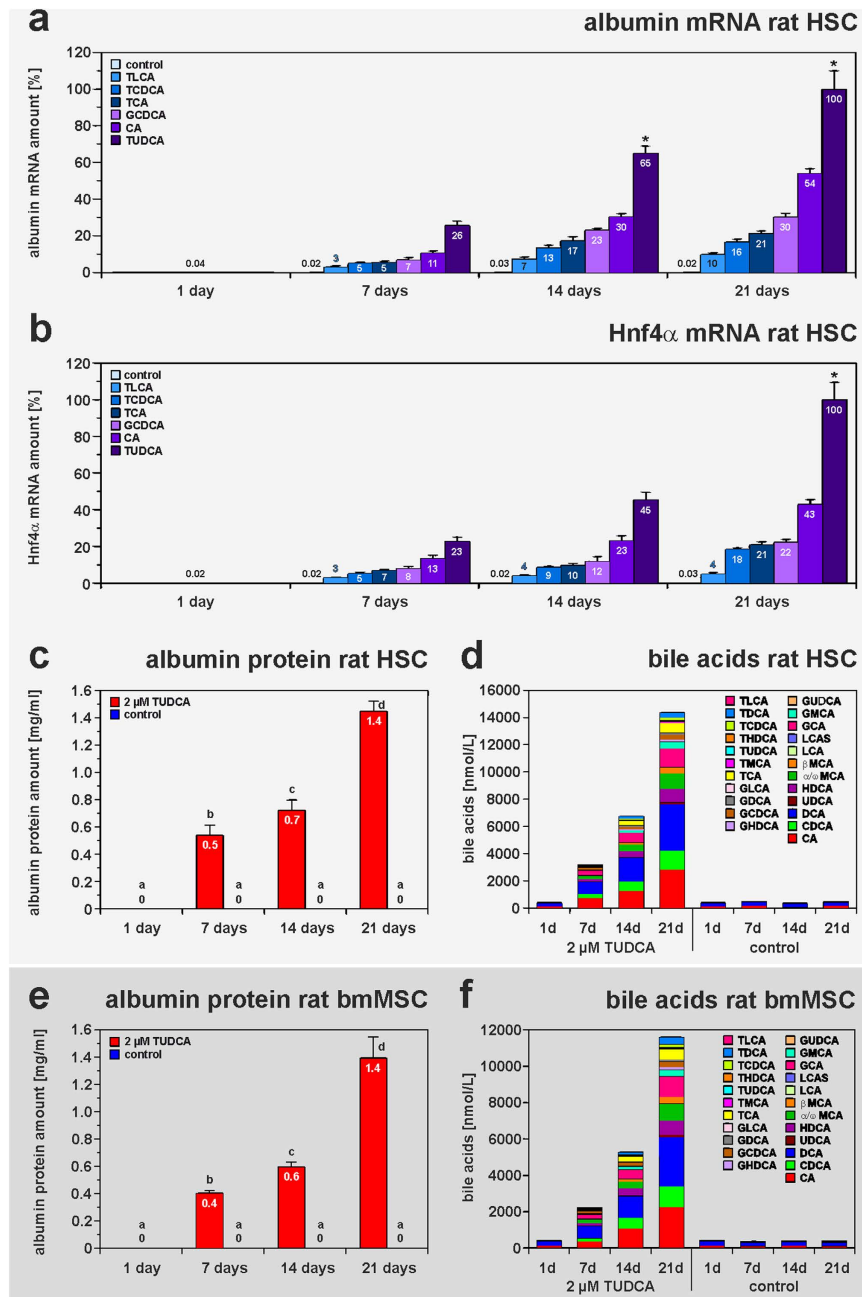 a
albumin mRNA rat HSC
albumin mRNA amount [%]
120
100
80
60
40
20
0
control
TLCA
TCDCA
TCA
GCDCA
CA
TUDCA
0.04
0.02 3 5 5 7 11 26
0.03 7 13 17 23 30 65 *
0.02 10 16 21 30 54 100 *
1 day 7 days 14 days 21 days
b
Hnf4α mRNA rat HSC
Hnf4α mRNA amount [%]
120
100
80
60
40
20
0
control
TLCA
TCDCA
TCA
GCDCA
CA
TUDCA
0.02
0.02 3 5 7 8 13 23
0.02 4 9 10 12 23 45
0.03 4 18 21 22 43 100 *
1 day 7 days 14 days 21 days
c
albumin protein rat HSC
albumin protein amount [mg/ml]
1.6
1.4
1.2
1.0
0.8
0.6
0.4
0.2
0
2 µM TUDCA
control
a b a c a d a
0 0.5 0 0.7 0 1.4 0
1 day 7 days 14 days 21 days
d
bile acids rat HSC
bile acids [nmol/L]
16000
14000
12000
10000
8000
6000
4000
2000
0
TLCA GUDCA
TDCA GMCA
TCDCA GCA
THDCA LCAS
TUDCA LCA
TMCA βMCA
TCA α/ωMCA
GLCA HDCA
GDCA UDCA
GCDCA DCA
GHDCA CDCA
CA
1d 7d 14d 21d 1d 7d 14d 21d
2 µM TUDCA control
e
albumin protein rat bmMSC
albumin protein amount [mg/ml]
1.6
1.4
1.2
1.0
0.8
0.6
0.4
0.2
0
2 µM TUDCA
control
a b a c a d a
0 0.4 0 0.6 0 1.4 0
1 day 7 days 14 days 21 days
f
bile acids rat bmMSC
bile acids [nmol/L]
12000
10000
8000
6000
4000
2000
0
TLCA GUDCA
TDCA GMCA
TCDCA GCA
THDCA LCAS
TUDCA LCA
TMCA βMCA
TCA α/ωMCA
GLCA HDCA
GDCA UDCA
GCDCA DCA
GHDCA CDCA
CA
1d 7d 14d 21d 1d 7d 14d 21d
2 µM TUDCA control